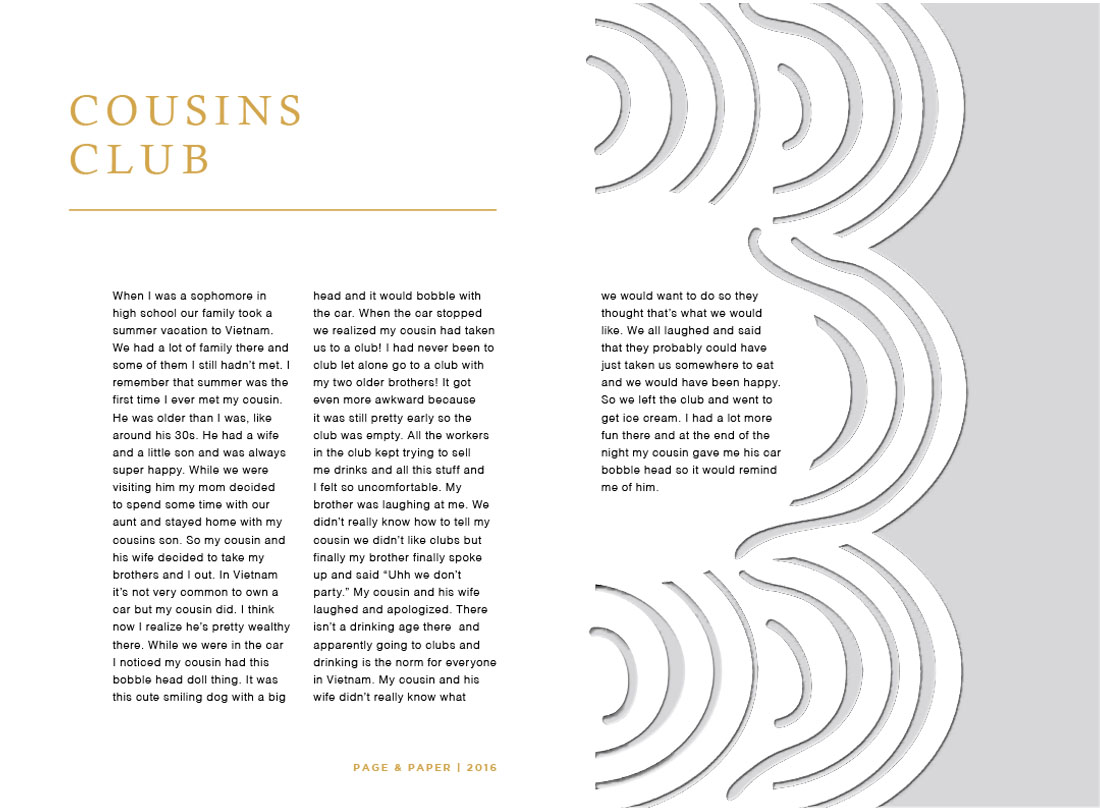 COUSINS
CLUB
When I was a sophomore in
high school our family took a
summer vacation to Vietnam.
We had a lot of family there and
some of them I still hadn't met. I
remember that summer was the
first time I ever met my cousin.
He was older than I was, like
around his 30s. He had a wife
and a little son and was always
super happy. While we were
visiting him my mom decided
to spend some time with our
aunt and stayed home with my
cousins son. So my cousin and
his wife decided to take my
brothers and I out. In Vietnam
it's not very common to own a
car but my cousin did. I think
now I realize he's pretty wealthy
there. While we were in the car
I noticed my cousin had this
bobble head doll thing. It was
this cute smiling dog with a big
head and it would bobble with
the car. When the car stopped
we realized my cousin had taken
us to a club! I had never been to
club let alone go to a club with
my two older brothers! It got
even more awkward because
it was still pretty early so the
club was empty. All the workers
in the club kept trying to sell
me drinks and all this stuff and
I felt so uncomfortable. My
brother was laughing at me. We
didn't really know how to tell my
cousin we didn't like clubs but
finally my brother finally spoke
up and said “Uhh we don't
party.” My cousin and his wife
laughed and apologized. There
isn't a drinking age there  and
apparently going to clubs and
drinking is the norm for everyone
in Vietnam. My cousin and his
wife didn't really know what
we would want to do so they
thought that's what we would
like. We all laughed and said
that they probably could have
just taken us somewhere to eat
and we would have been happy.
So we left the club and went to
get ice cream. I had a lot more
fun there and at the end of the
night my cousin gave me his car
bobble head so it would remind
me of him.
PAGE & PAPER | 2016